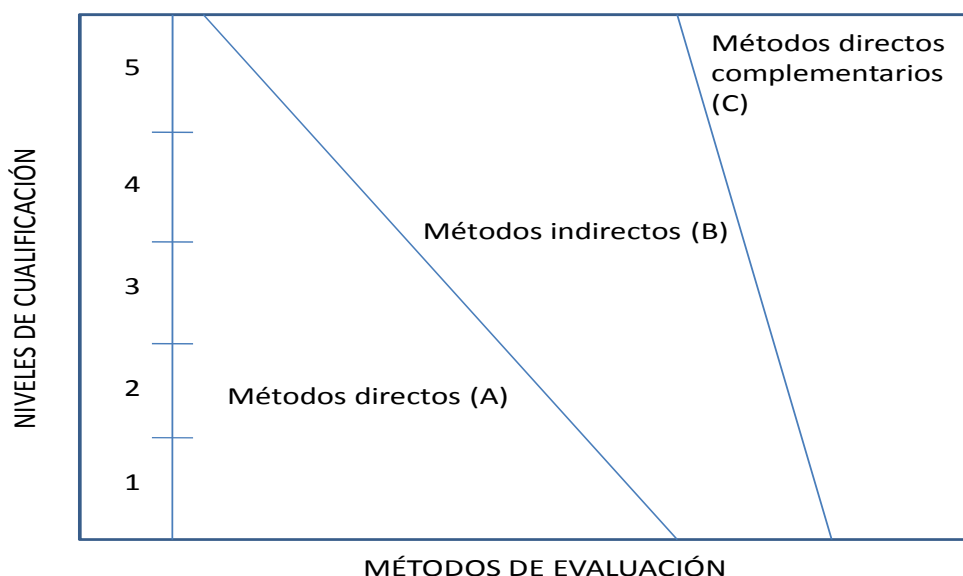 Métodos directos
complementarios
(C)
5
4
Métodos indirectos (B)
3
Métodos directos (A)
2
1
NIVELES DE CUALIFICACIÓN
MÉTODOS DE EVALUACIÓN